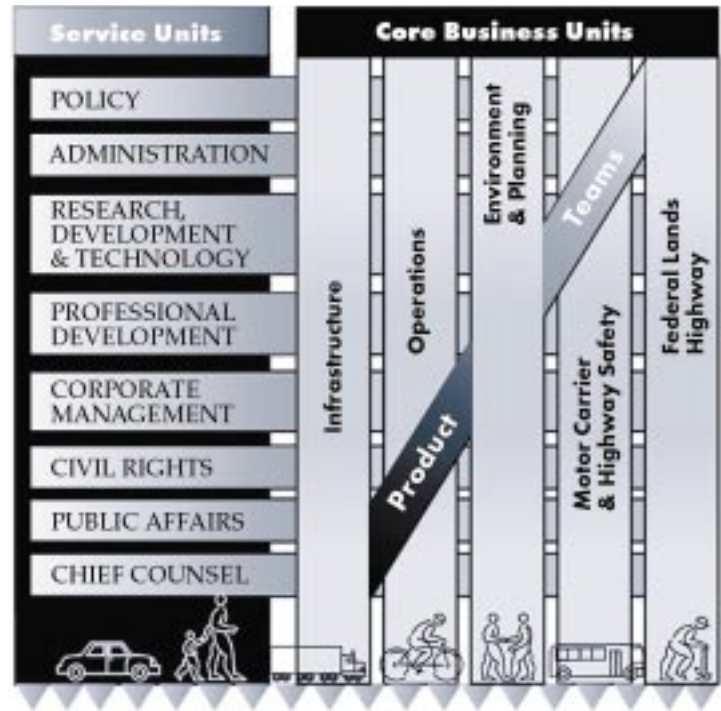 Service Units
Core Business Units
POLICY
ADMINISTRATION
RESEARCH,
DEVELOPMENT
& TECHNOLOGY
PROFESSIONAL
DEVELOPMENT
CORPORATE
MANAGEMENT
CIVIL RIGHTS
PUBLIC AFFAIRS
CHIEF COUNSEL
Infrastructure
Operations
Environment
& Planning
Motor Carrier
& Highway Safety
Federal Lands
Highway
Product
Teams